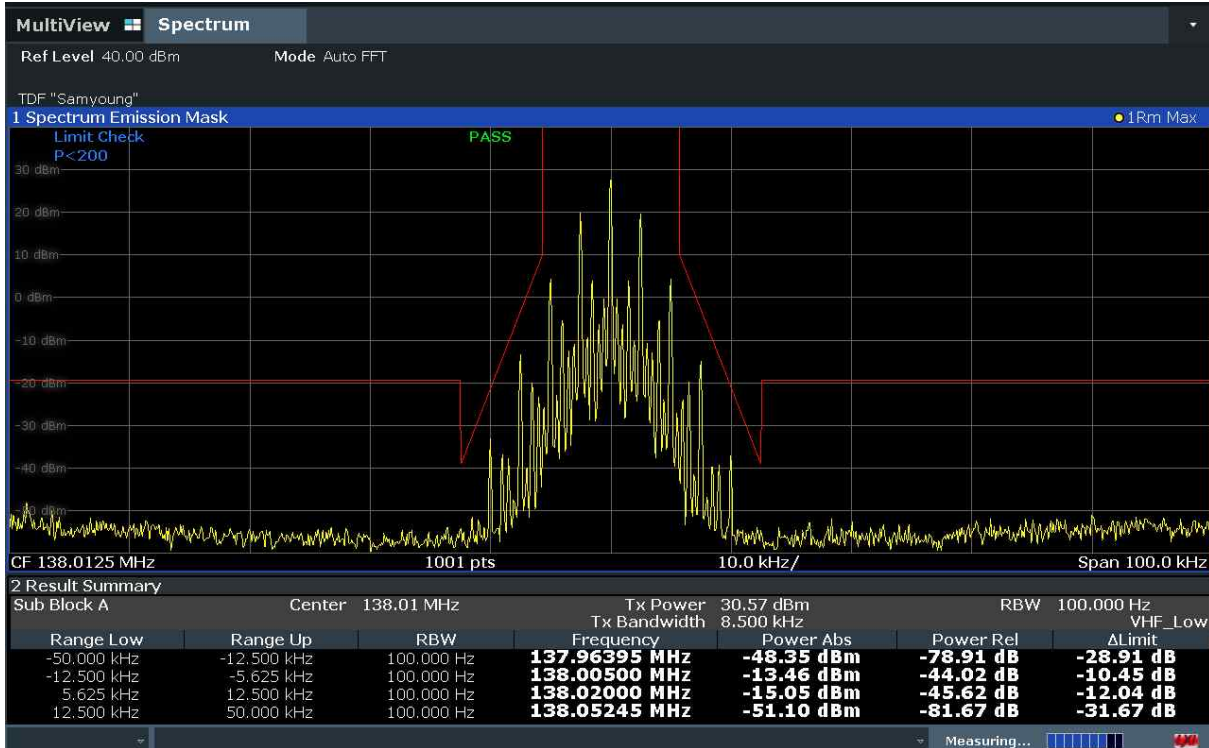 MultiView Spectrum
Ref Level 40.00 dBm Mode Auto FFT
TDF "Samyoung"
1 Spectrum Emission Mask 1Rm Max
Limit Check PASS
P<200
30 dBm
20 dBm
10 dBm
0 dBm
-10 dBm
-20 dBm
-30 dBm
-40 dBm
-50 dBm
CF 138.0125 MHz 1001 pts 10.0 kHz/ Span 100.0 kHz
2 Result Summary
Sub Block A Center 138.01 MHz Tx Power 30.57 dBm RBW 100.000 Hz
Tx Bandwidth 8.500 kHz VHF_Low
Range Low Range Up RBW Frequency Power Abs Power Rel ΔLimit
-50.000 kHz -12.500 kHz 100.000 Hz 137.96395 MHz -48.35 dBm -78.91 dB -28.91 dB
-12.500 kHz -5.625 kHz 100.000 Hz 138.00500 MHz -13.46 dBm -44.02 dB -10.45 dB
5.625 kHz 12.500 kHz 100.000 Hz 138.02000 MHz -15.05 dBm -45.62 dB -12.04 dB
12.500 kHz 50.000 kHz 100.000 Hz 138.05245 MHz -51.10 dBm -81.67 dB -31.67 dB
Measuring...